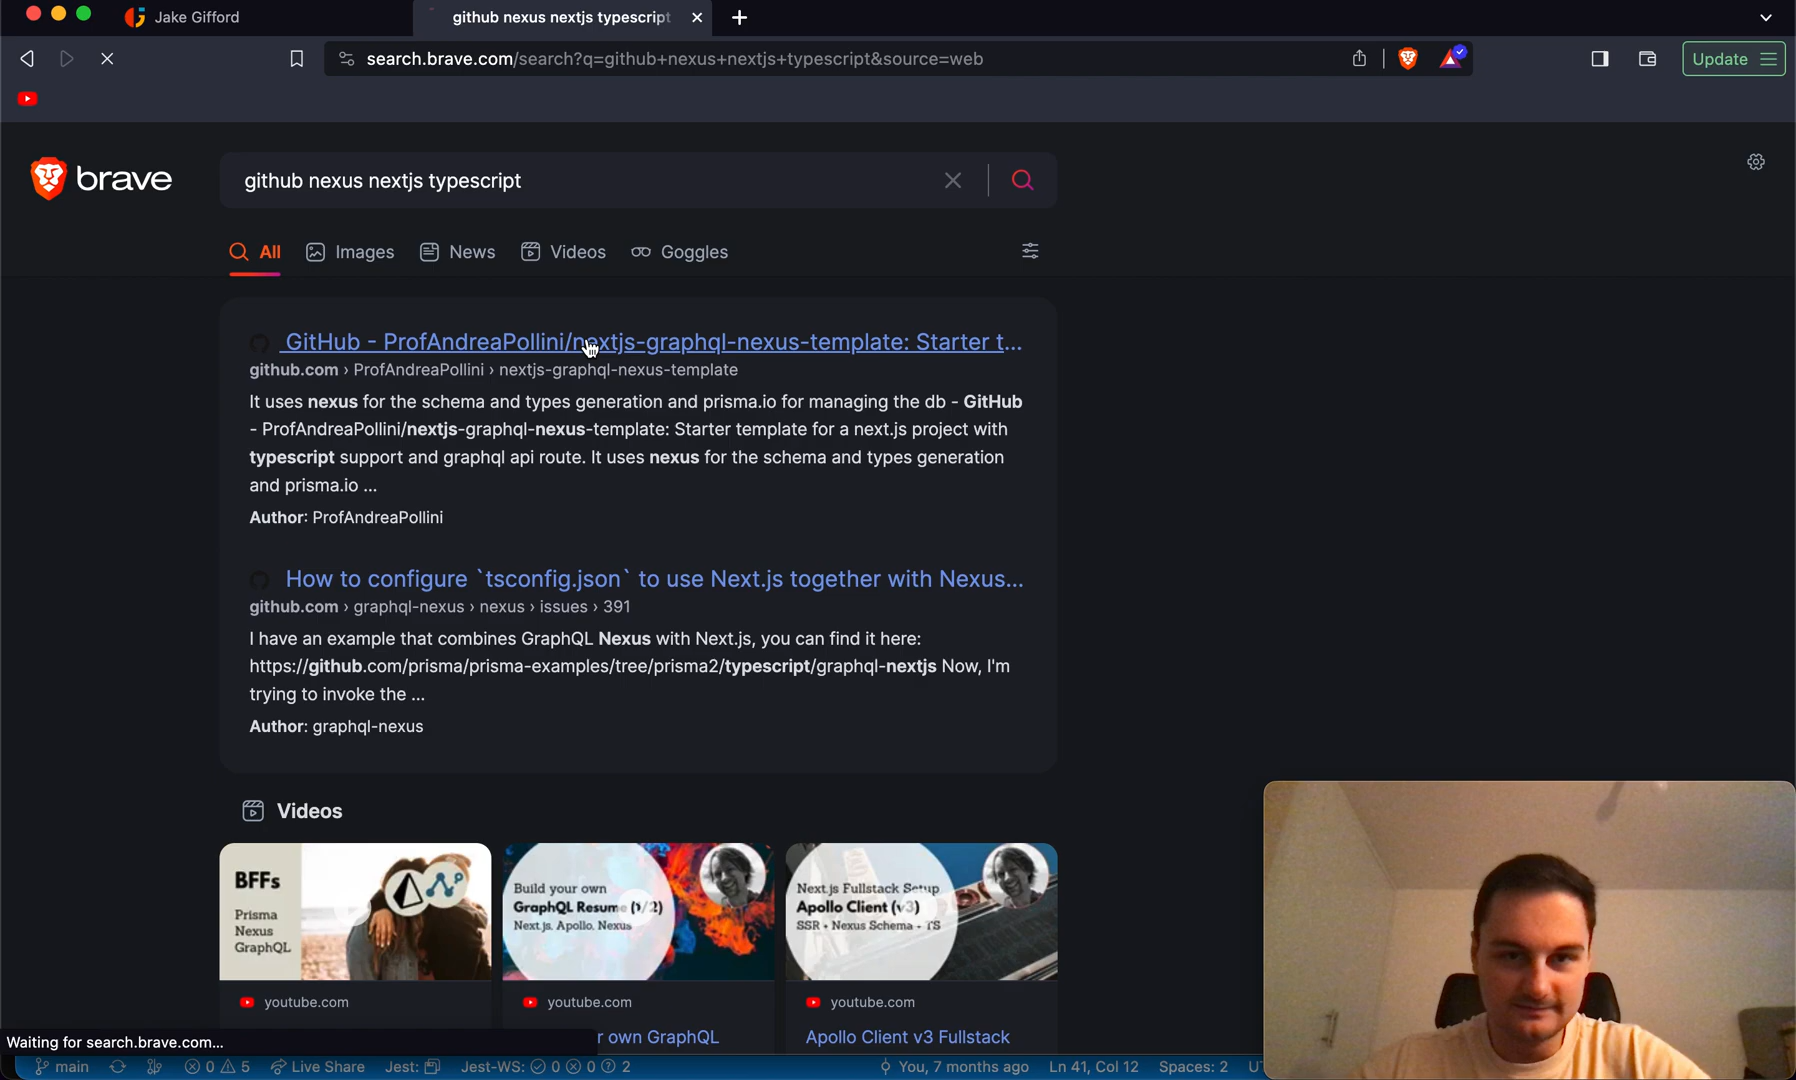 Jake Gifford
github nexus nextjs typescript
search.brave.com/search?q=github+nexus+nextjs+typescript&source=web
Update
brave
github nexus nextjs typescript
All
Images
News
Videos
Goggles
GitHub - ProfAndreaPollini/nextjs-graphql-nexus-template: Starter t...
github.com › ProfAndreaPollini › nextjs-graphql-nexus-template
It uses nexus for the schema and types generation and prisma.io for managing the db - GitHub
- ProfAndreaPollini/nextjs-graphql-nexus-template: Starter template for a next.js project with
typescript support and graphql api route. It uses nexus for the schema and types generation
and prisma.io ...
Author: ProfAndreaPollini
How to configure `tsconfig.json` to use Next.js together with Nexus...
github.com › graphql-nexus › nexus › issues › 391
I have an example that combines GraphQL Nexus with Next.js, you can find it here:
https://github.com/prisma/prisma-examples/tree/prisma2/typescript/graphql-nextjs Now, I'm
trying to invoke the ...
Author: graphql-nexus
Videos
BFFs
Prisma
Nexus
GraphQL
Build your own
GraphQL Resume (1/2)
Next.js, Apollo, Nexus
Next.js Fullstack Setup
Apollo Client (v3)
SSR + Nexus Schema + TS
youtube.com
youtube.com
youtube.com
r own GraphQL
Apollo Client v3 Fullstack
Waiting for search.brave.com...
main
0
5
Live Share
Jest:
Jest-WS:
0
0
2
You, 7 months ago
Ln 41, Col 12
Spaces: 2